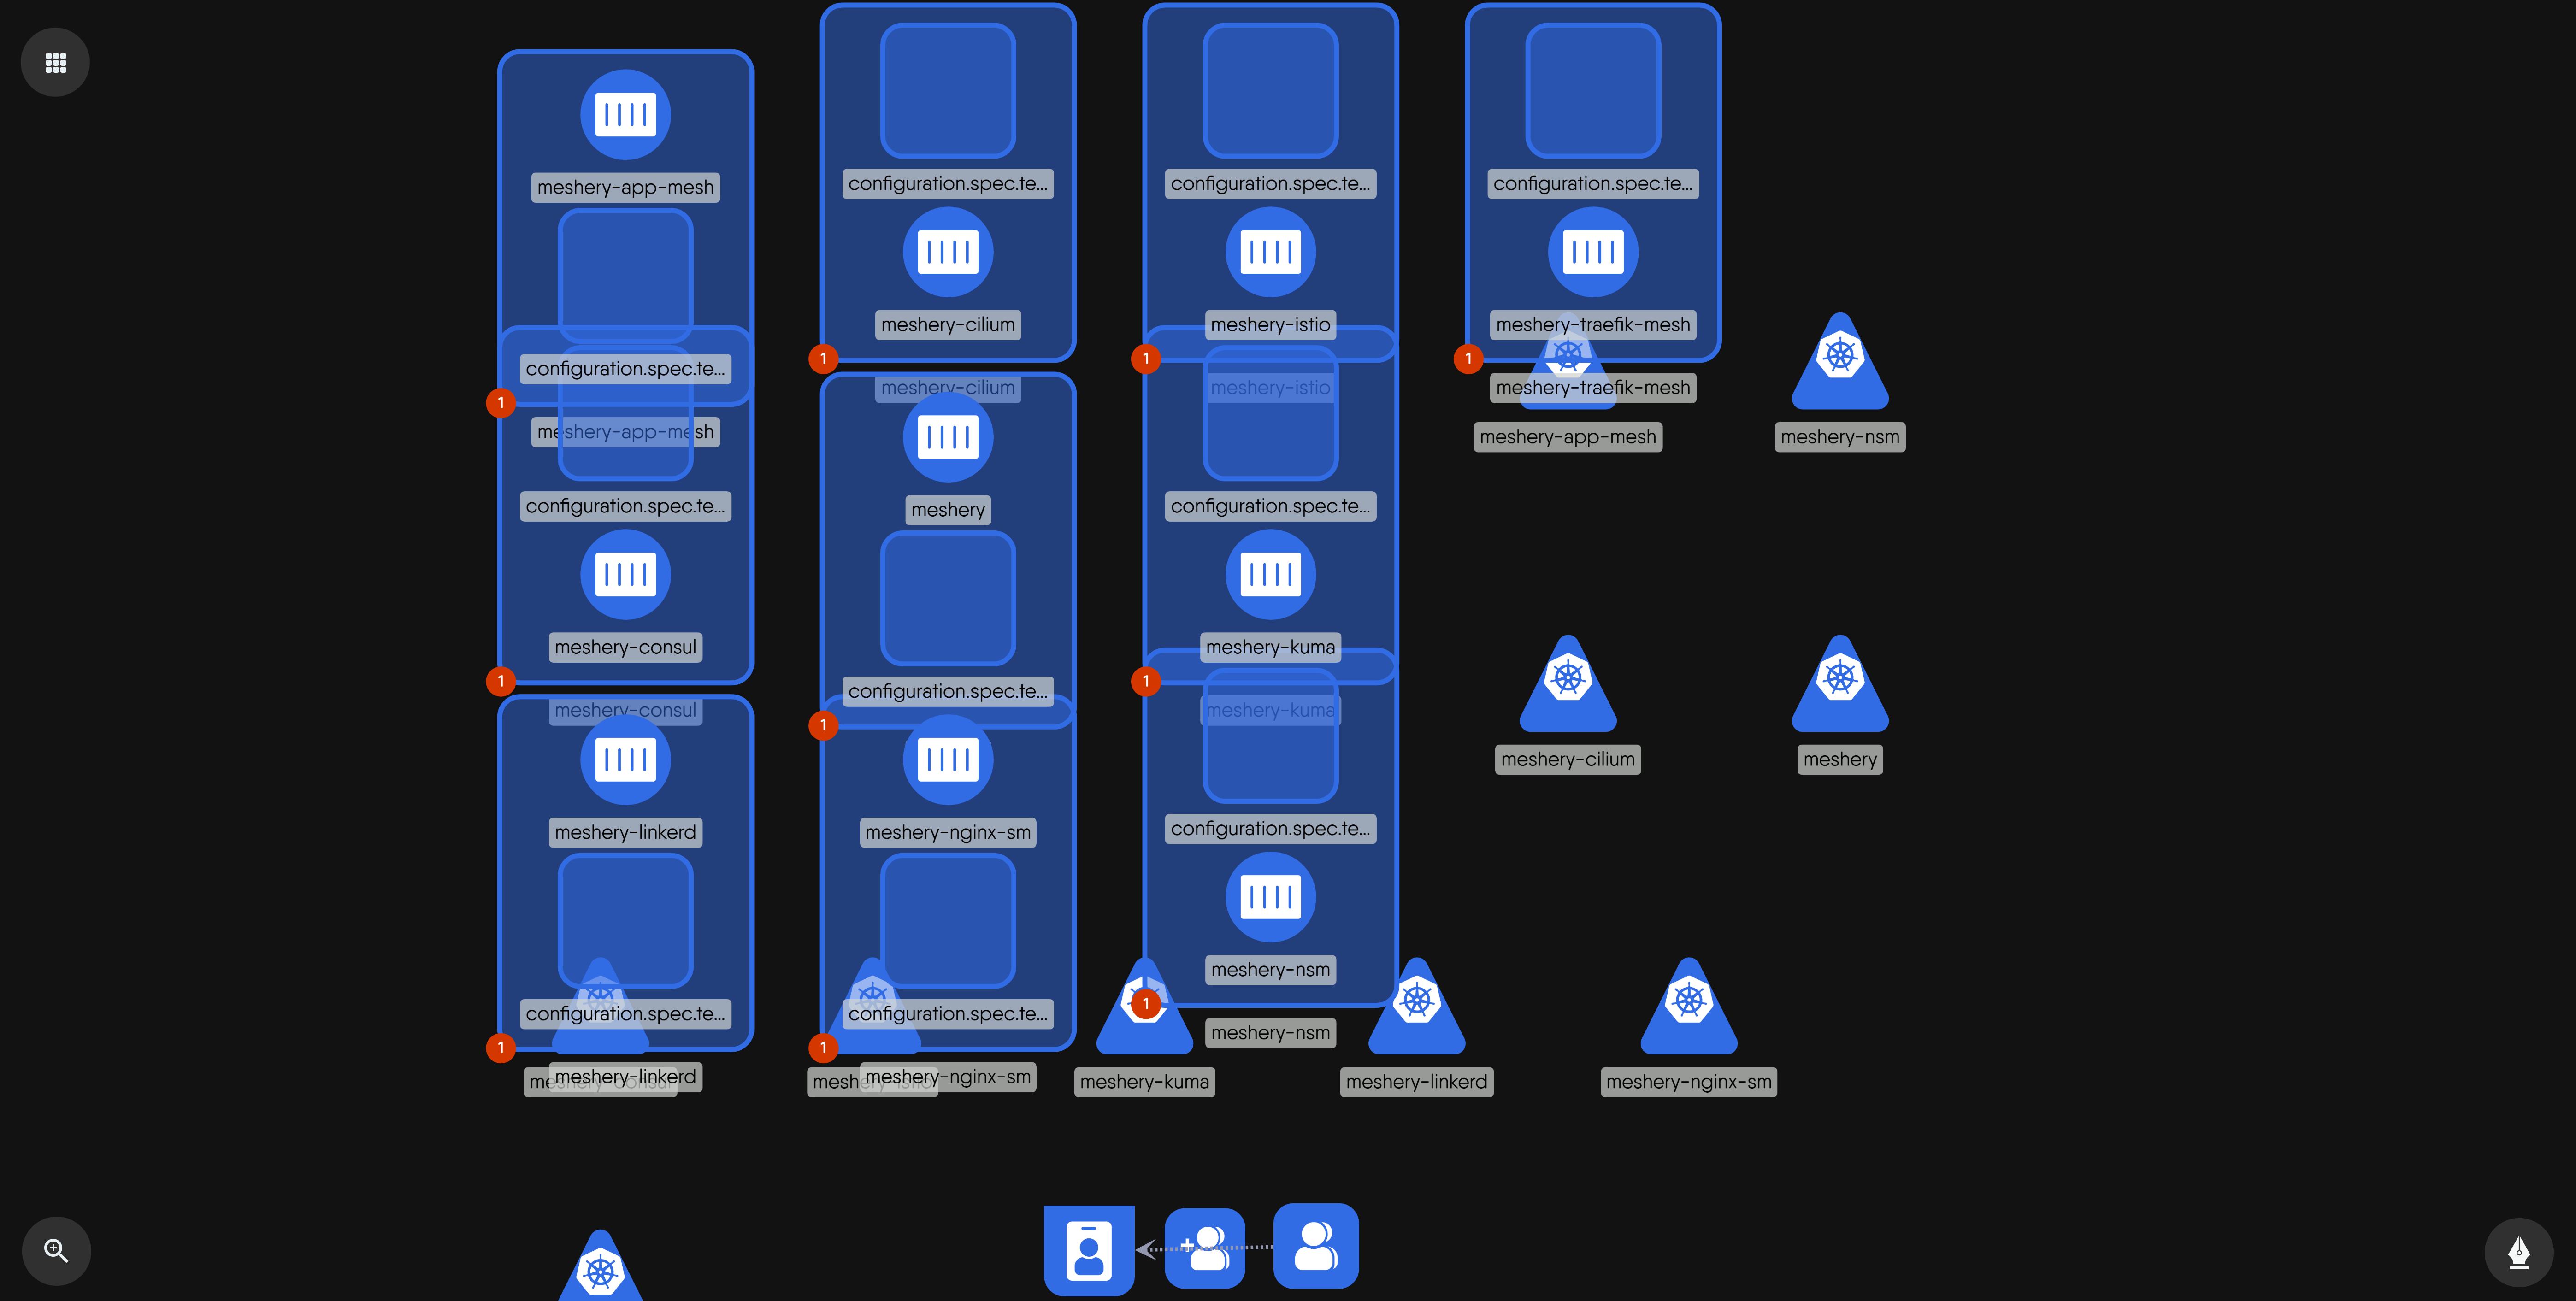 meshery-app-mesh
configuration.spec.te...
1
meshery-app-mesh
configuration.spec.te...
meshery-consul
1
meshery-consul
meshery-linkerd
configuration.spec.te...
1
meshery-linkerd
configuration.spec.te...
meshery-cilium
1
meshery-cilium
meshery
configuration.spec.te...
1
meshery-nginx-sm
configuration.spec.te...
1
meshery-nginx-sm
configuration.spec.te...
meshery-istio
1
meshery-istio
configuration.spec.te...
meshery-kuma
1
meshery-kuma
configuration.spec.te...
meshery-nsm
1
meshery-nsm
configuration.spec.te...
meshery-traefik-mesh
1
meshery-traefik-mesh
meshery-app-mesh
meshery-nsm
meshery-cilium
meshery
meshery-kuma
meshery-linkerd
meshery-nginx-sm